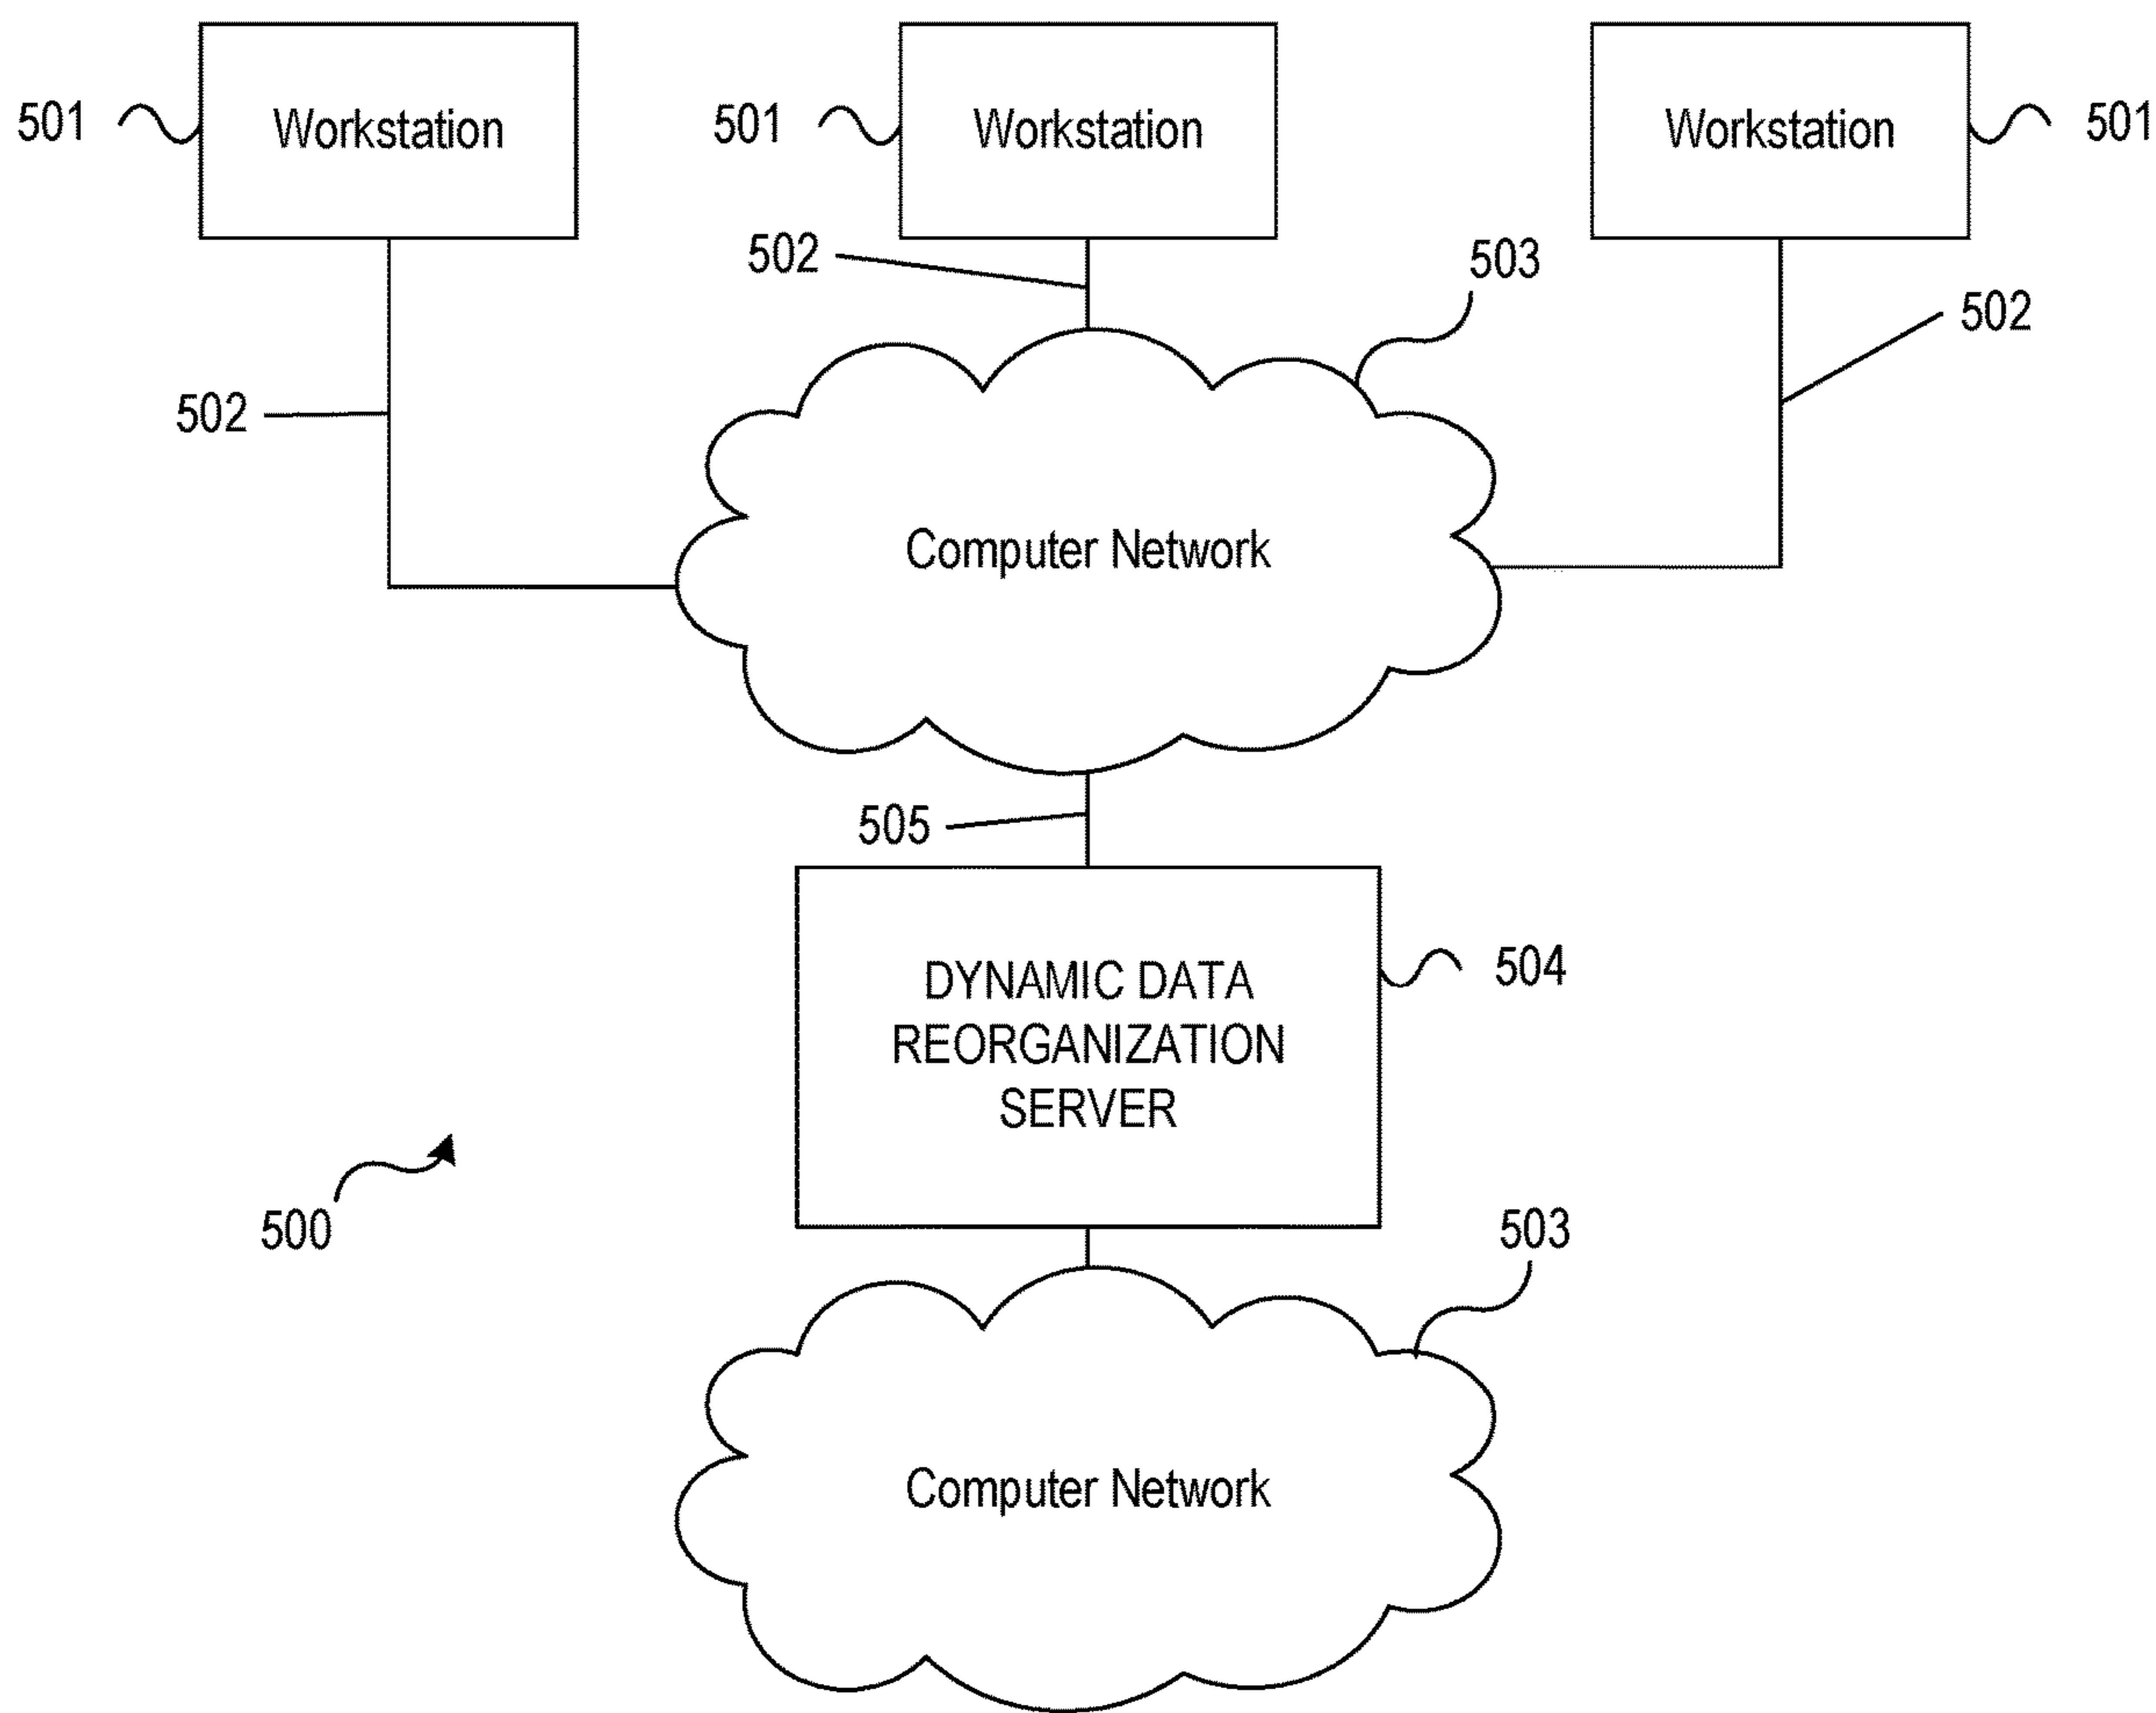 501
Workstation
501
Workstation
Workstation
501
502
503
502
502
Computer Network
505
DYNAMIC DATA
REORGANIZATION
SERVER
504
500
503
Computer Network